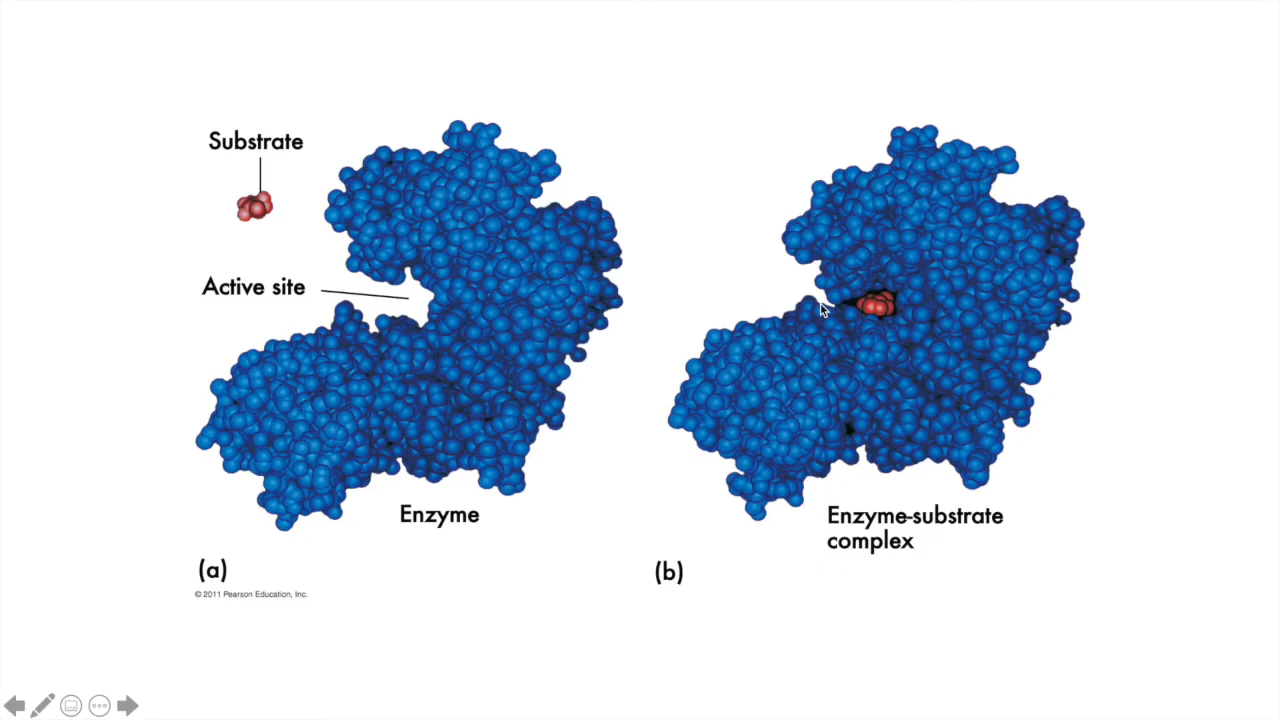 Substrate
Active site
Enzyme
(a)
© 2011 Pearson Education, Inc.
Enzyme-substrate
complex
(b)